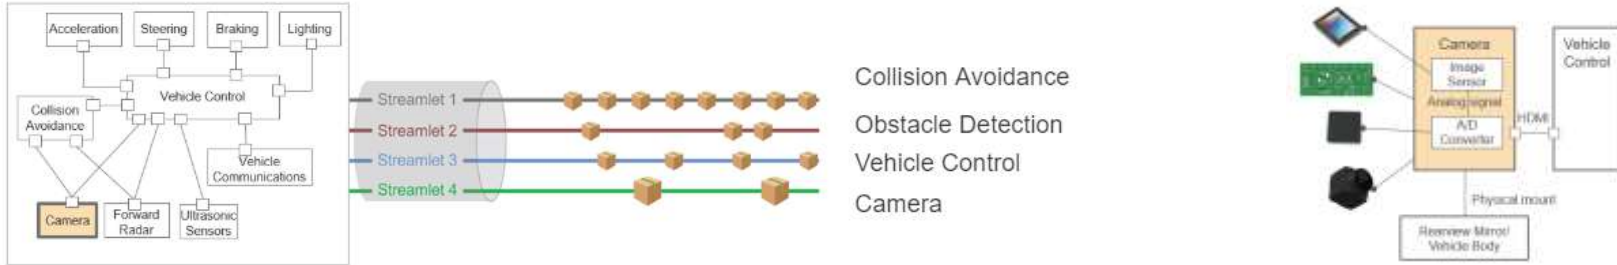 Acceleration
Steering
Braking
Lighting
Vehicle Control
Collision
Avoidance
Vehicle
Communications
Camera
Forward
Radar
Ultrasonic
Sensors
Streamlet 1
Streamlet 2
Streamlet 3
Streamlet 4
Collision Avoidance
Obstacle Detection
Vehicle Control
Camera
Camera
Image
Sensor
Analog signal
A/D
Converter
HDMI
Vehicle
Control
Physical mount
Rearview Mirror/
Vehicle Body